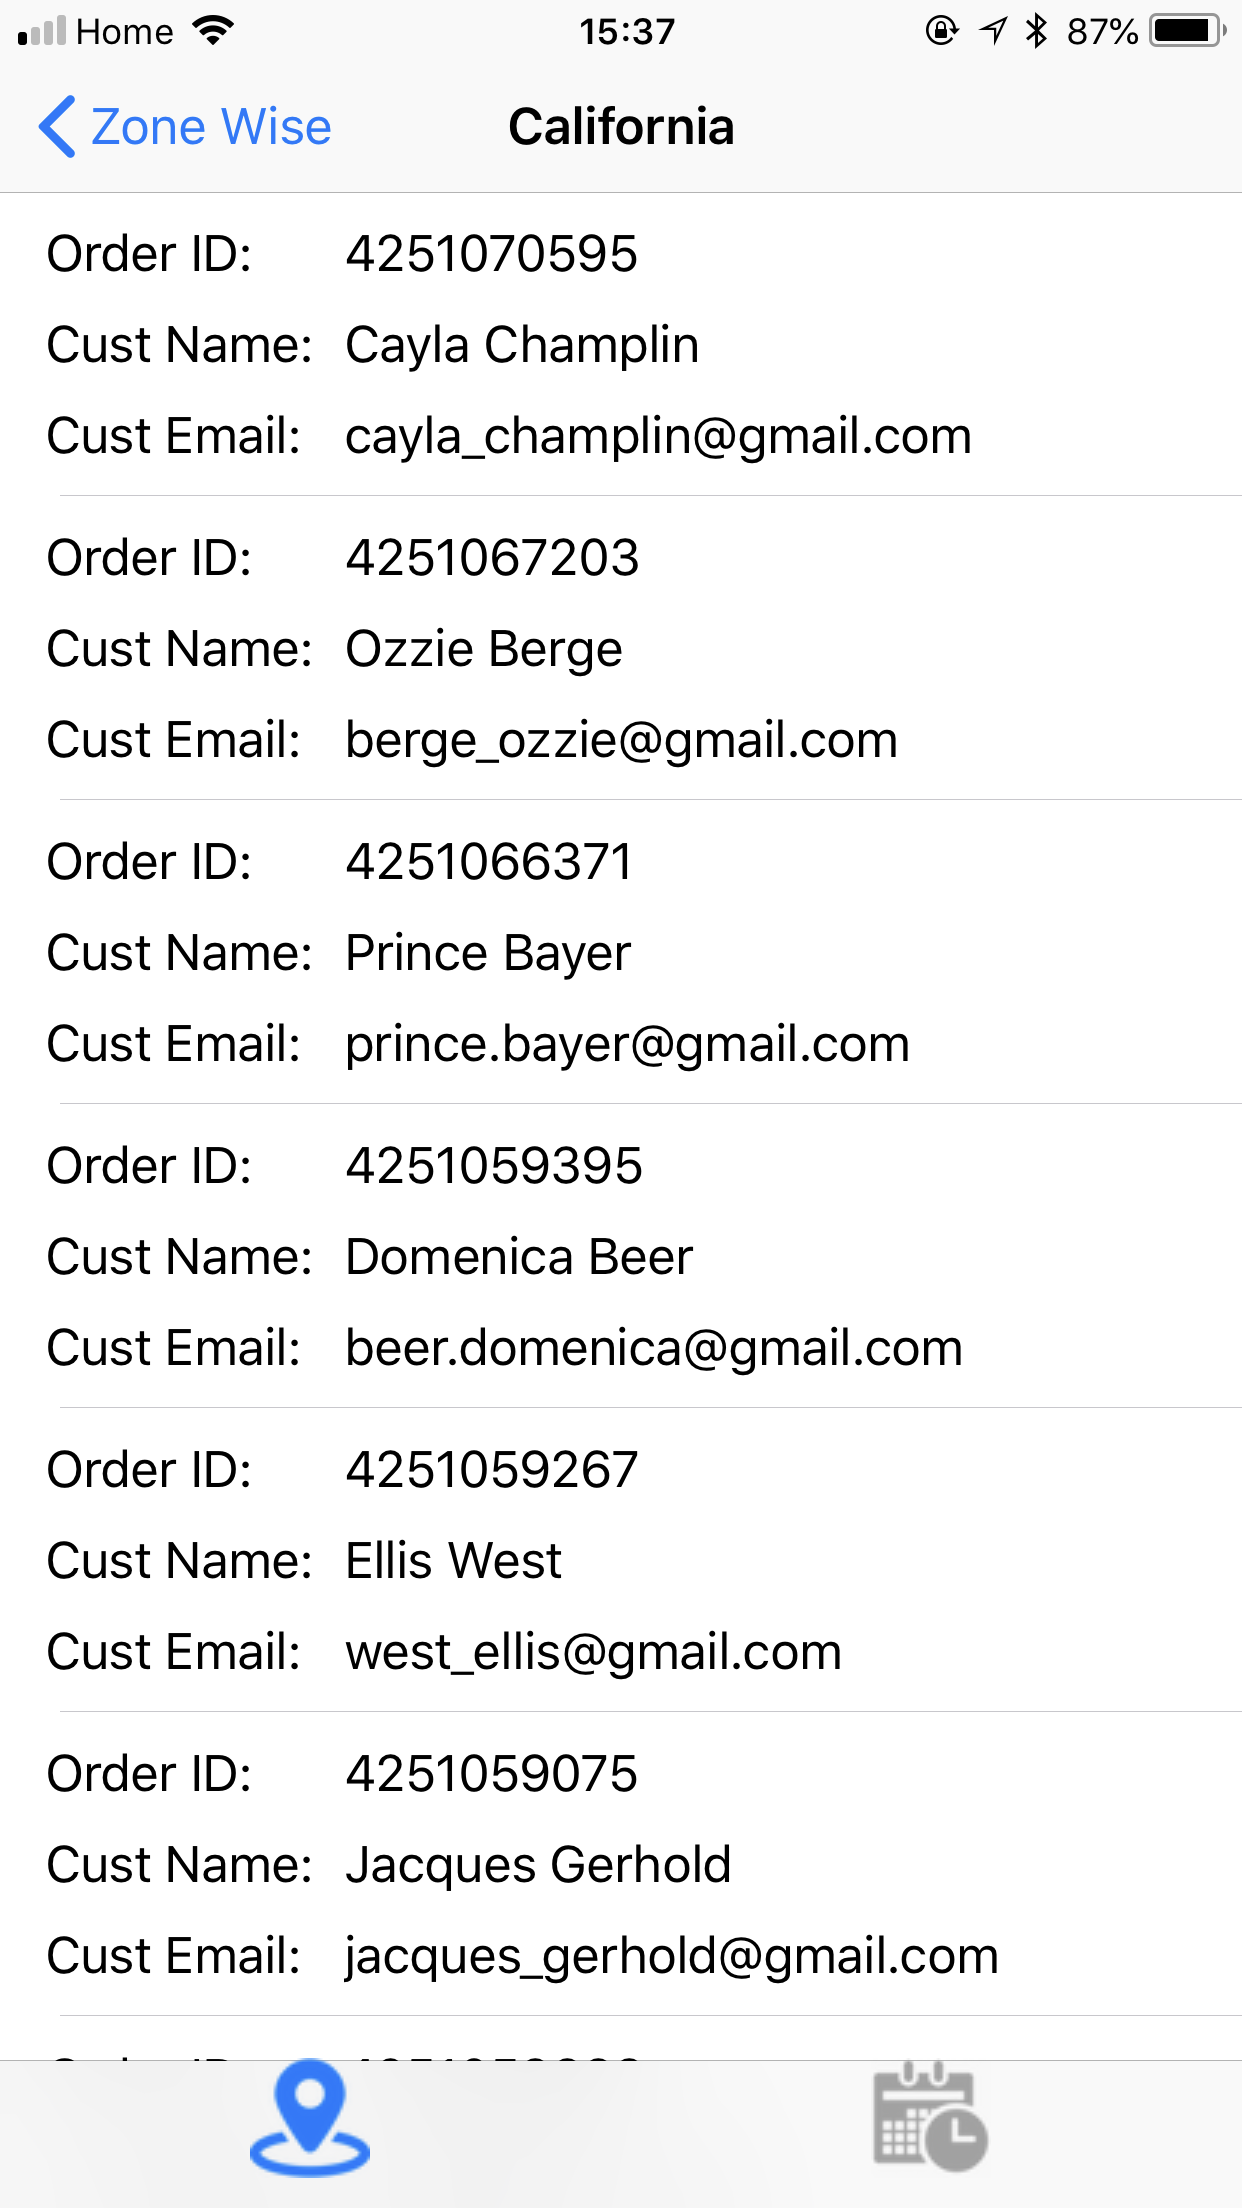 Home 15:37 87%
Zone Wise California
Order ID: 4251070595
Cust Name: Cayla Champlin
Cust Email: cayla_champlin@gmail.com
Order ID: 4251067203
Cust Name: Ozzie Berge
Cust Email: berge_ozzie@gmail.com
Order ID: 4251066371
Cust Name: Prince Bayer
Cust Email: prince.bayer@gmail.com
Order ID: 4251059395
Cust Name: Domenica Beer
Cust Email: beer.domenica@gmail.com
Order ID: 4251059267
Cust Name: Ellis West
Cust Email: west_ellis@gmail.com
Order ID: 4251059075
Cust Name: Jacques Gerhold
Cust Email: jacques_gerhold@gmail.com